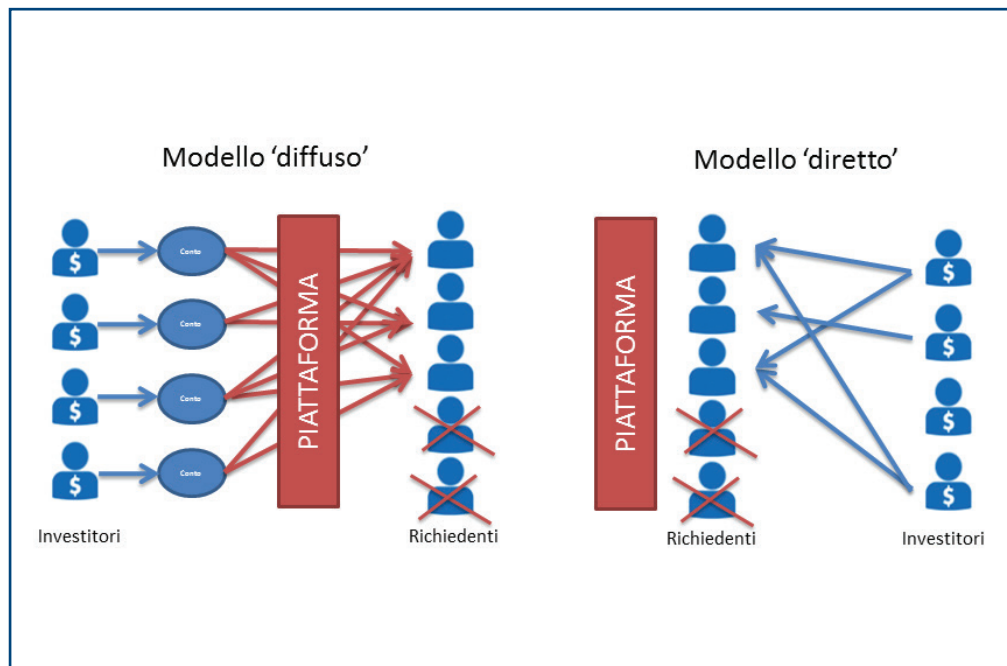 Modello ‘diffuso’
Conto
Conto
Conto
Conto
$
$
$
$
PIATTAFORMA
Investitori
Richiedenti
Modello ‘diretto’
PIATTAFORMA
$
$
$
$
Richiedenti
Investitori